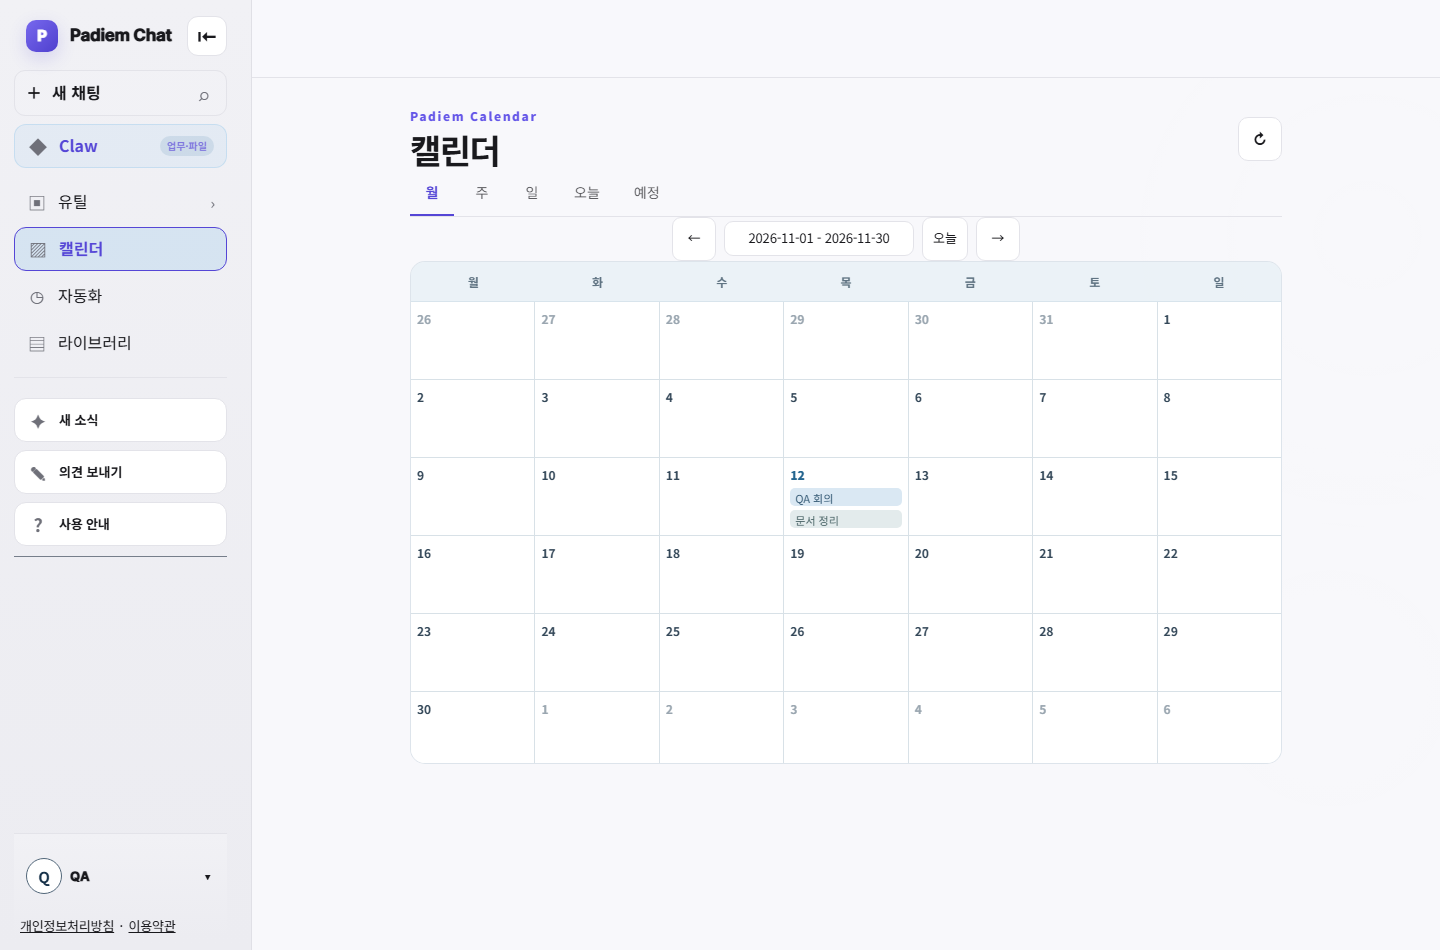 P Padiem Chat
+ 새 채팅
Claw 업무·파일
유틸 ›
캘린더
자동화
라이브러리
새 소식
의견 보내기
? 사용 안내
Q QA ▾
개인정보처리방침 · 이용약관
Padiem Calendar
캘린더
월 주 일 오늘 예정
← 2026-11-01 - 2026-11-30 오늘 →
월 화 수 목 금 토 일
26 27 28 29 30 31 1
2 3 4 5 6 7 8
9 10 11 12 13 14 15
QA 회의
문서 정리
16 17 18 19 20 21 22
23 24 25 26 27 28 29
30 1 2 3 4 5 6